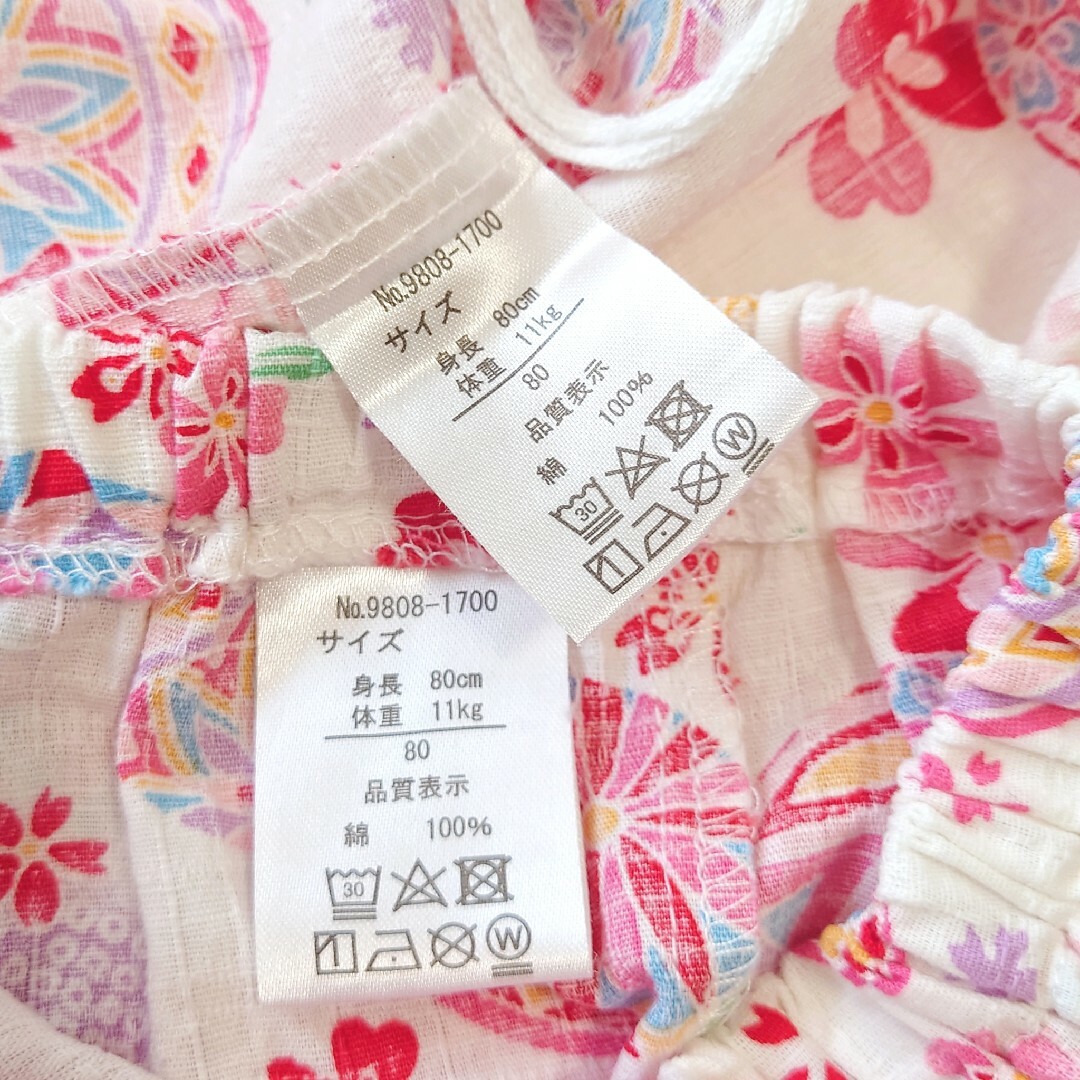 No.9808-1700
サイズ
身長 80cm
体重 11kg
80
品質表示
綿 100%
30
W
No.9808-1700
サイズ
身長 80cm
体重 11kg
80
品質表示
綿 100%
30
W